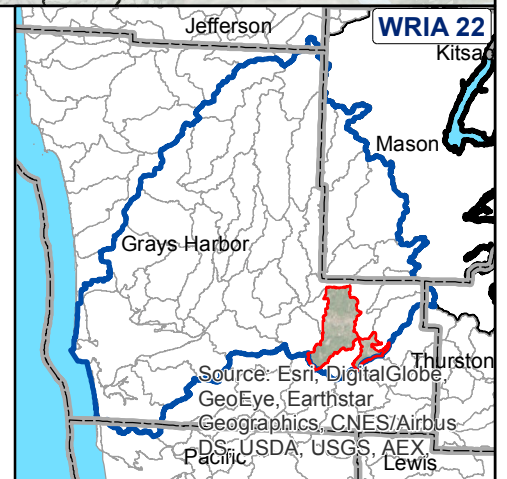 Jefferson
WRIA 22
Kitsap
Mason
Grays Harbor
Thurston
Source: Esri, DigitalGlobe,
GeoEye, Earthstar
Geographics, CNES/Airbus
DS, USDA, USGS, AEX,
Pacific
Lewis